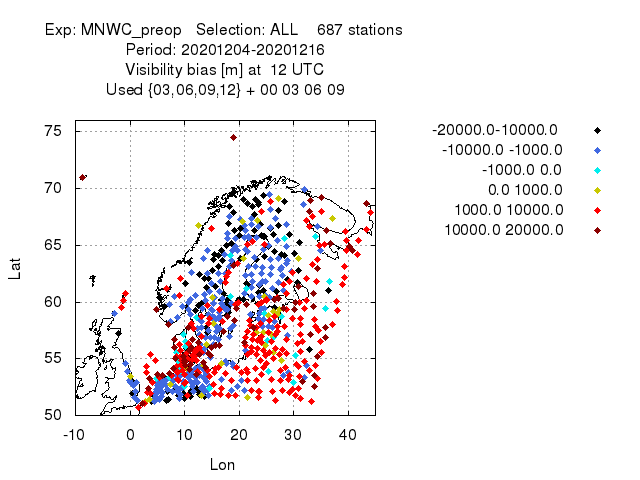 Exp: MNWC_preop Selection: ALL 687 stations
Period: 20201204-20201216
Visibility bias [m] at 12 UTC
Used {03,06,09,12} + 00 03 06 09
-20000.0-10000.0
-10000.0 -1000.0
-1000.0 0.0
0.0 1000.0
1000.0 10000.0
10000.0 20000.0
75
70
65
60
55
50
Lat
-10 0 10 20 30 40
Lon